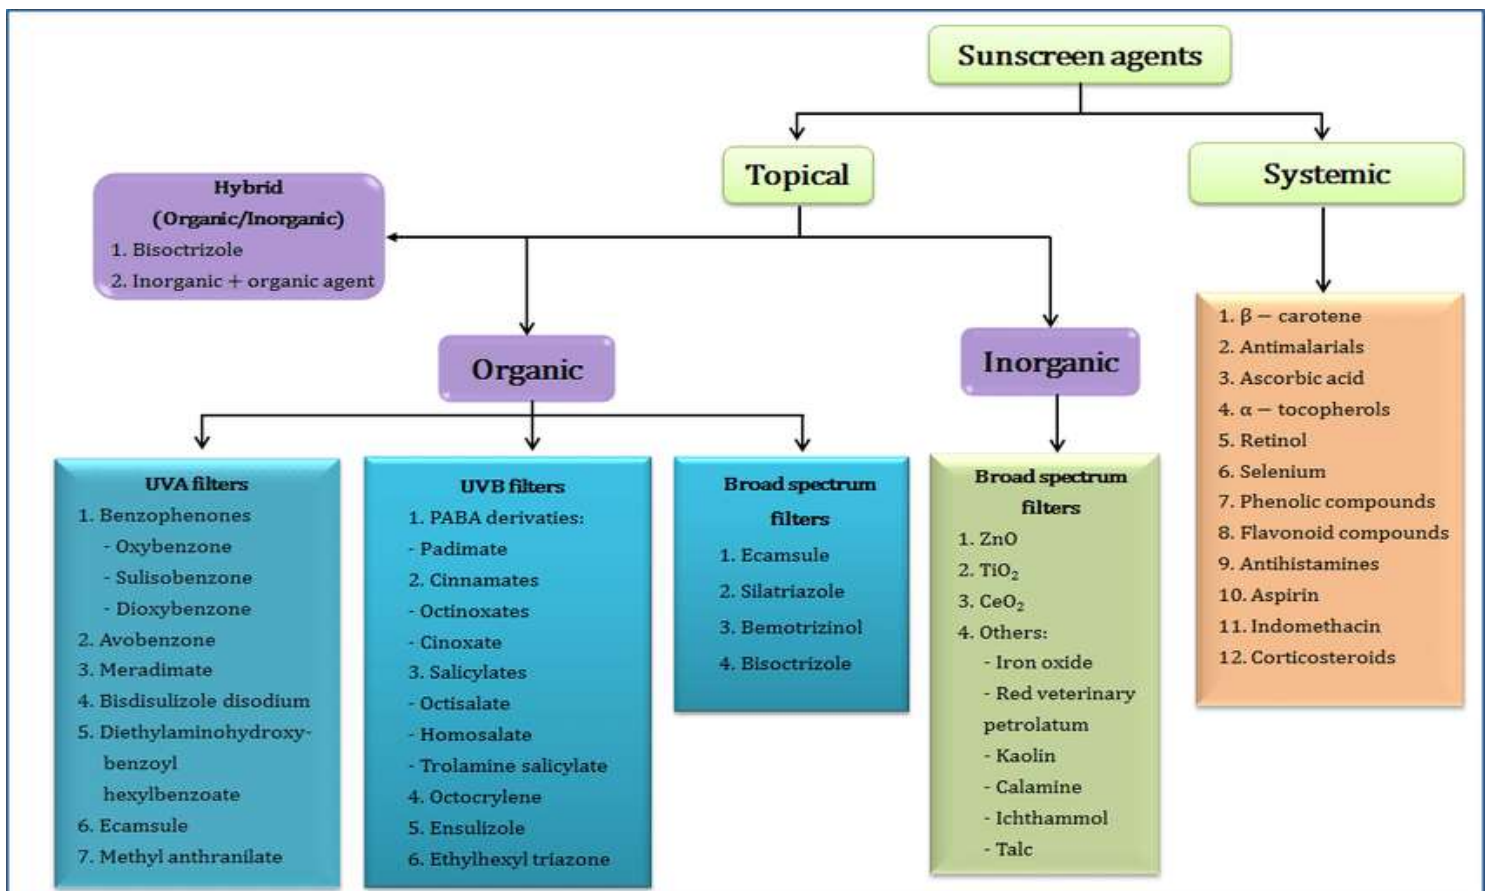 Sunscreen agents
Topical
Systemic
Hybrid
(Organic/Inorganic)
1. Bisoctrizole
2. Inorganic + organic agent
Organic
Inorganic
UVA filters
1. Benzophenones
- Oxybenzone
- Sulisobenzone
- Dioxybenzone
2. Avobenzone
3. Meradimate
4. Bisdisulizole disodium
5. Diethylaminohydroxy-
benzoyl
hexylbenzoate
6. Ecamsule
7. Methyl anthranilate
UVB filters
1. PABA derivaties:
- Padimate
2. Cinnamates
- Octinoxates
- Cinoxate
3. Salicylates
- Octisalate
- Homosalate
- Trolamine salicylate
4. Octocrylene
5. Ensulizole
6. Ethylhexyl triazone
Broad spectrum
filters
1. Ecamsule
2. Silatriazole
3. Bemotrizinol
4. Bisoctrizole
Broad spectrum
filters
1. ZnO
2. TiO₂
3. CeO₂
4. Others:
- Iron oxide
- Red veterinary
petrolatum
- Kaolin
- Calamine
- Ichthammol
- Talc
1. β − carotene
2. Antimalarials
3. Ascorbic acid
4. α − tocopherols
5. Retinol
6. Selenium
7. Phenolic compounds
8. Flavonoid compounds
9. Antihistamines
10. Aspirin
11. Indomethacin
12. Corticosteroids